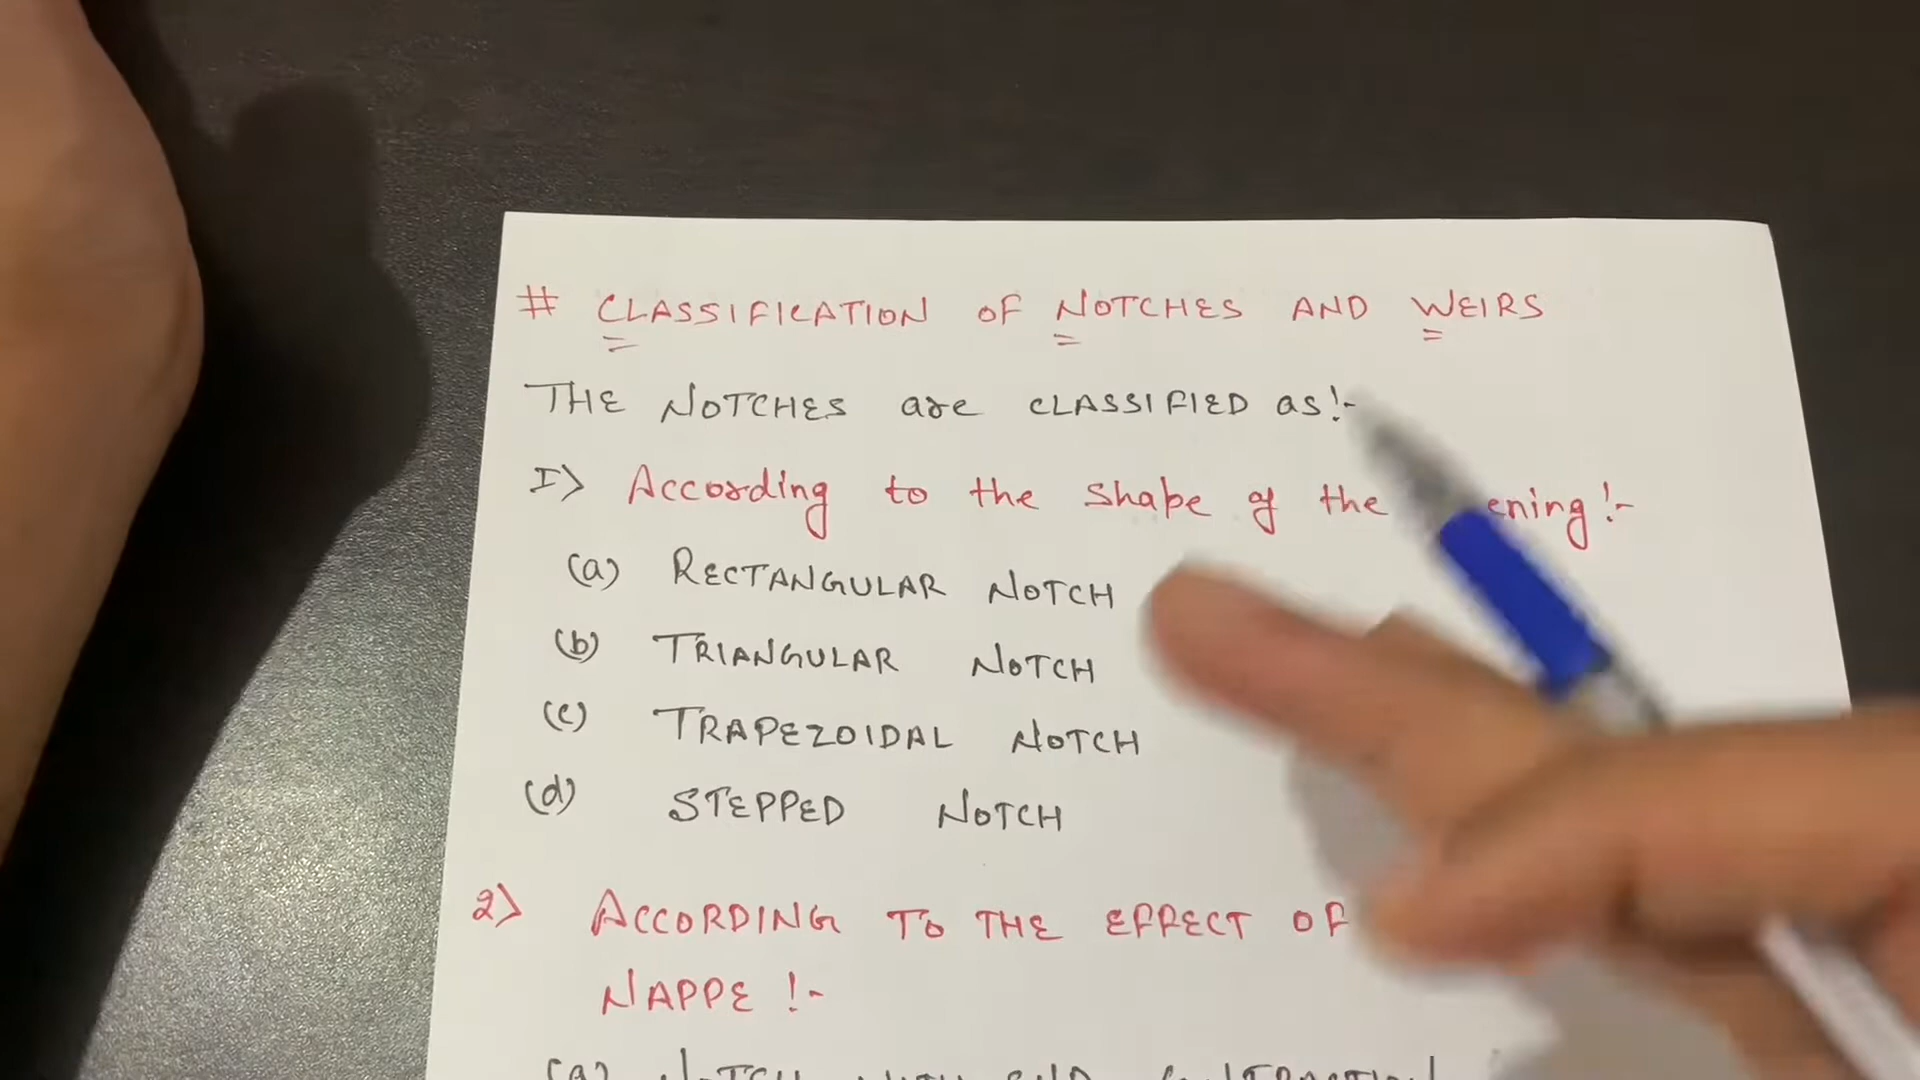 # CLASSIFICATION OF NOTCHES AND WEIRS
THE NOTCHES are CLASSIFIED as:-
I> According to the shape of the ening:-
(a) RECTANGULAR NOTCH
(b) TRIANGULAR NOTCH
(c) TRAPEZOIDAL NOTCH
(d) STEPPED NOTCH
2> ACCORDING TO THE EFFECT OF
NAPPE :-
(a) NOTCH